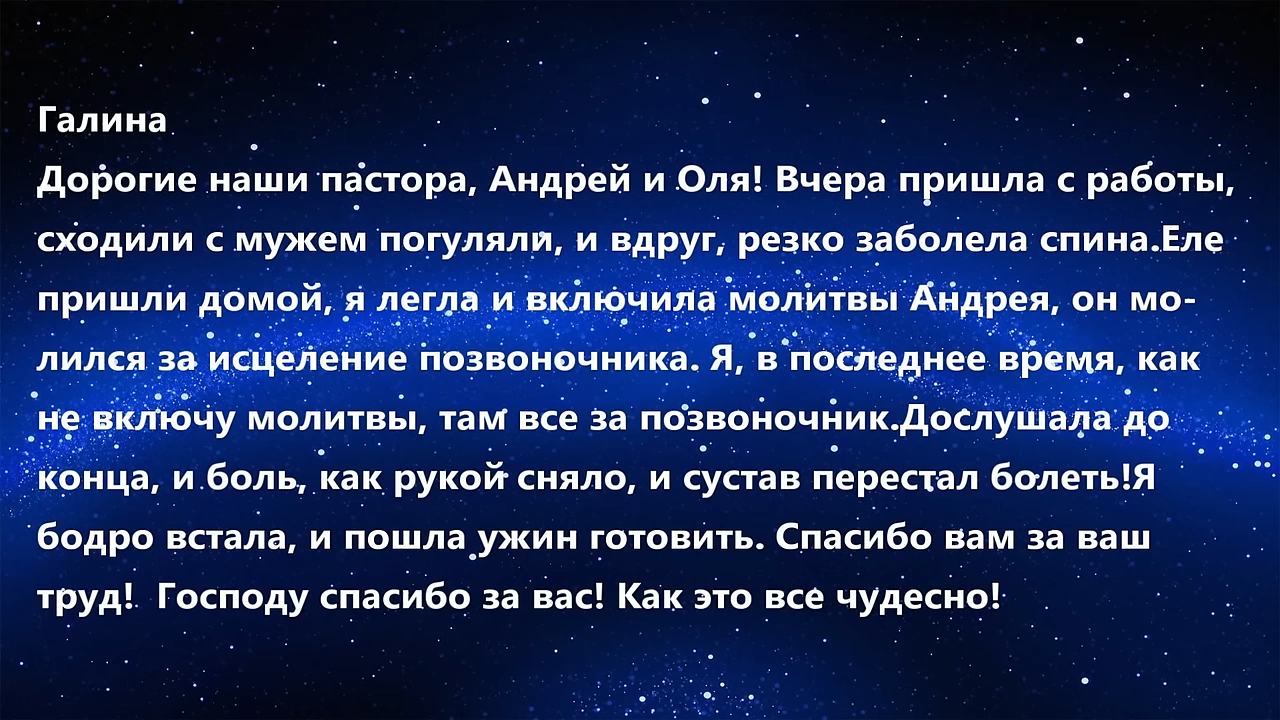 Галина
Дорогие наши пастора, Андрей и Оля! Вчера пришла с работы,
сходили с мужем погуляли, и вдруг, резко заболела спина.Еле
пришли домой, я легла и включила молитвы Андрея, он мо-
лился за исцеление позвоночника. Я, в последнее время, как
не включу молитвы, там все за позвоночник.Дослушала до
конца, и боль, как рукой сняло, и сустав перестал болеть!Я
бодро встала, и пошла ужин готовить. Спасибо вам за ваш
труд!  Господу спасибо за вас! Как это все чудесно!